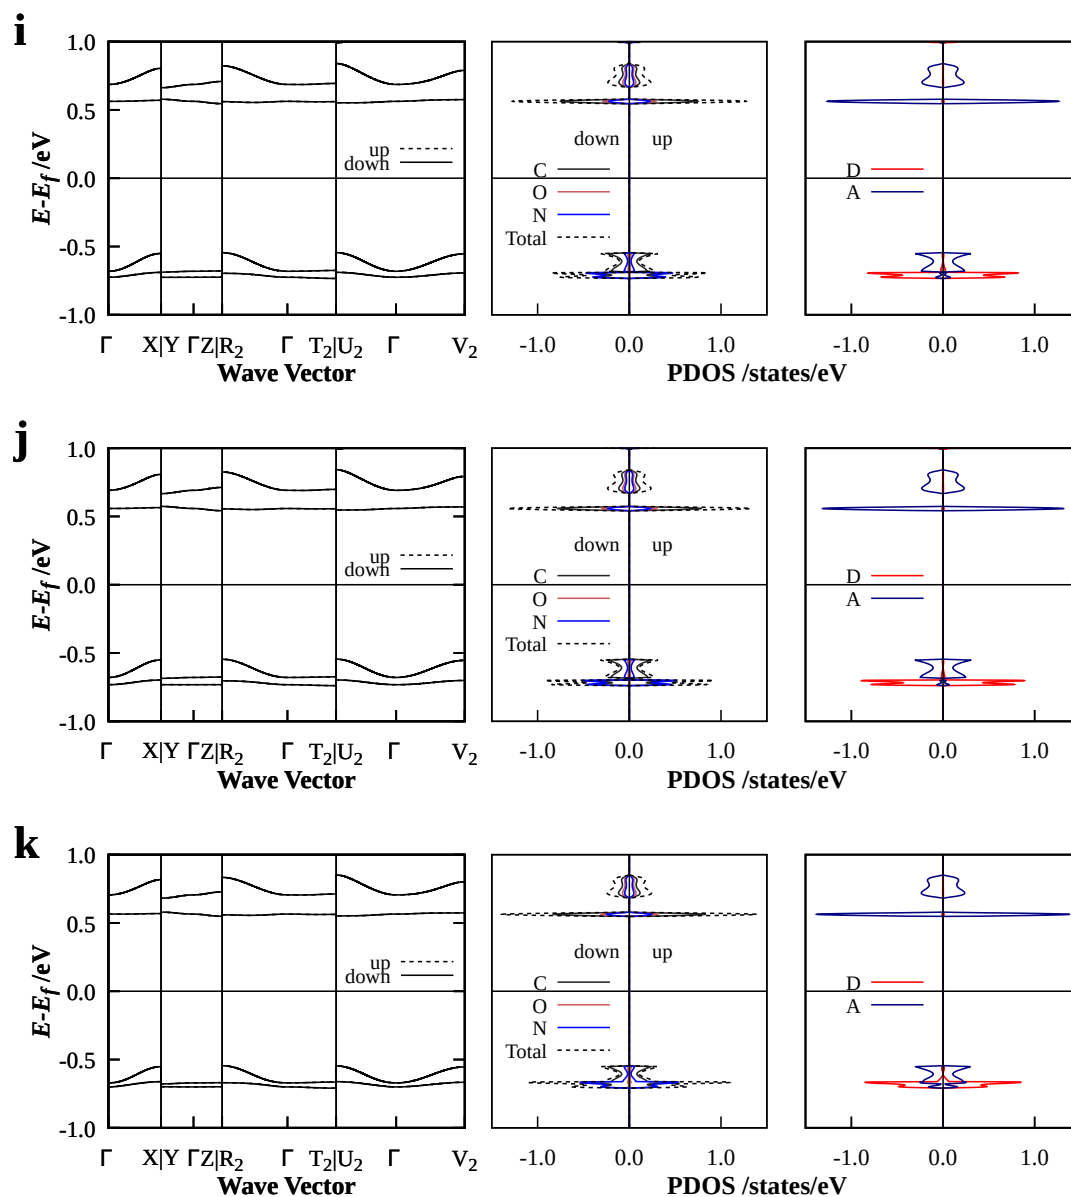 i
1.0
0.5
0.0
-0.5
-1.0
E-E_f /eV
up
down
Γ X|Y Γ Z|R₂ Γ T₂|U₂ Γ V₂
Wave Vector
down up
C
O
N
Total
-1.0 0.0 1.0
PDOS /states/eV
D
A
-1.0 0.0 1.0
j
1.0
0.5
0.0
-0.5
-1.0
E-E_f /eV
up
down
Γ X|Y Γ Z|R₂ Γ T₂|U₂ Γ V₂
Wave Vector
down up
C
O
N
Total
-1.0 0.0 1.0
PDOS /states/eV
D
A
-1.0 0.0 1.0
k
1.0
0.5
0.0
-0.5
-1.0
E-E_f /eV
up
down
Γ X|Y Γ Z|R₂ Γ T₂|U₂ Γ V₂
Wave Vector
down up
C
O
N
Total
-1.0 0.0 1.0
PDOS /states/eV
D
A
-1.0 0.0 1.0